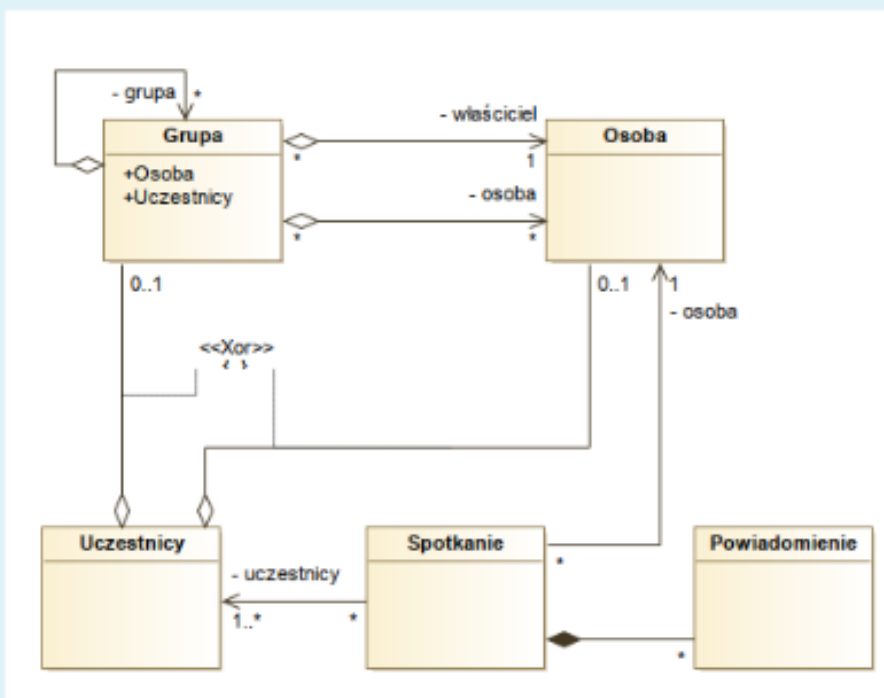 - grupa *
Grupa
+Osoba
+Uczestnicy
- właściciel
* 1
Osoba
- osoba
* *
0..1
0..1
1
- osoba
<<Xor>>
{ }
Uczestnicy
Spotkanie
Powiadomienie
- uczestnicy
*
1..* *
*